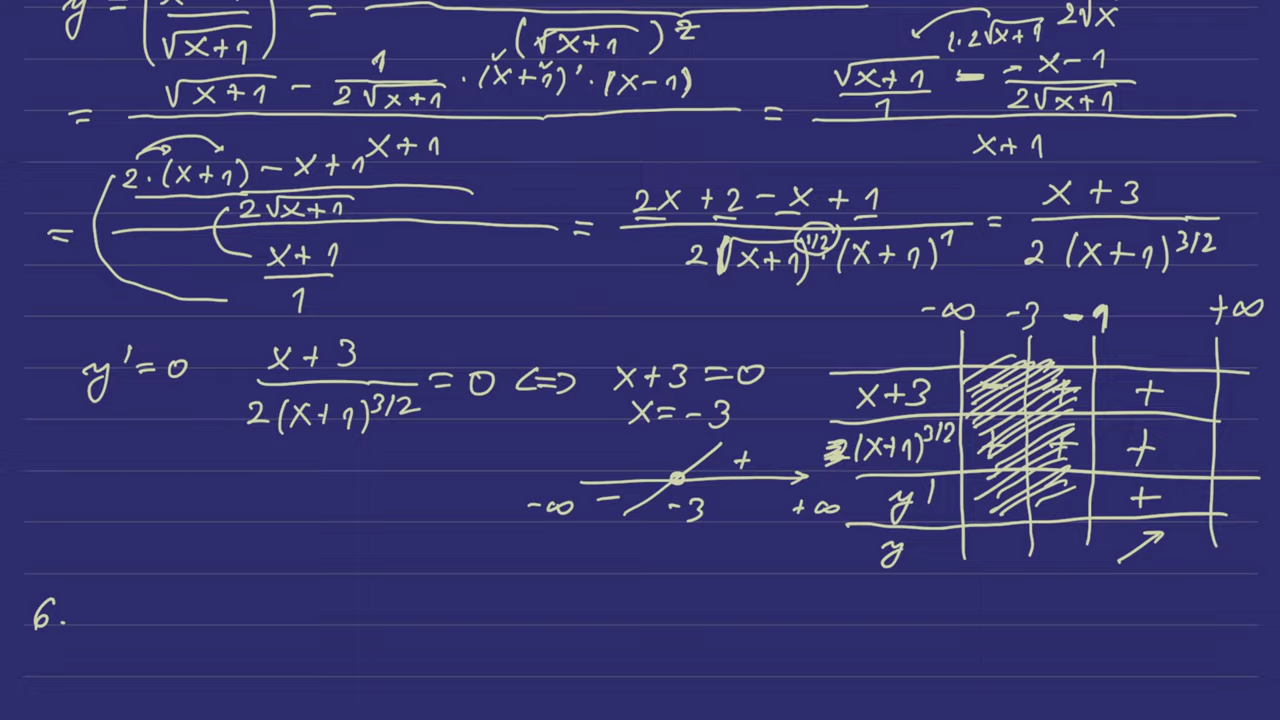 y' = ( / √(x+1) )' = / (√(x+1))²
= (√(x+1) - 1/(2√(x+1)) · (x+1)' · (x-1)) / (x+1) = (√(x+1)/1 - (x-1)/(2√(x+1))) / (x+1)
1·2√(x+1) 2√x
= ((2·(x+1) - x+1) / (2√(x+1))) / ((x+1)/1) = (2x + 2 - x + 1) / (2√(x+1)^(1/2) (x+1)^1) = (x+3) / (2(x+1)^(3/2))
y' = 0 (x+3) / (2(x+1)^(3/2)) = 0 ⇔ x+3 = 0
x = -3
-∞ - -3 + +∞
-∞ -3 -1 +∞
x+3 - + +
2(x+1)^(3/2) + + +
y' +
y ↗
6.